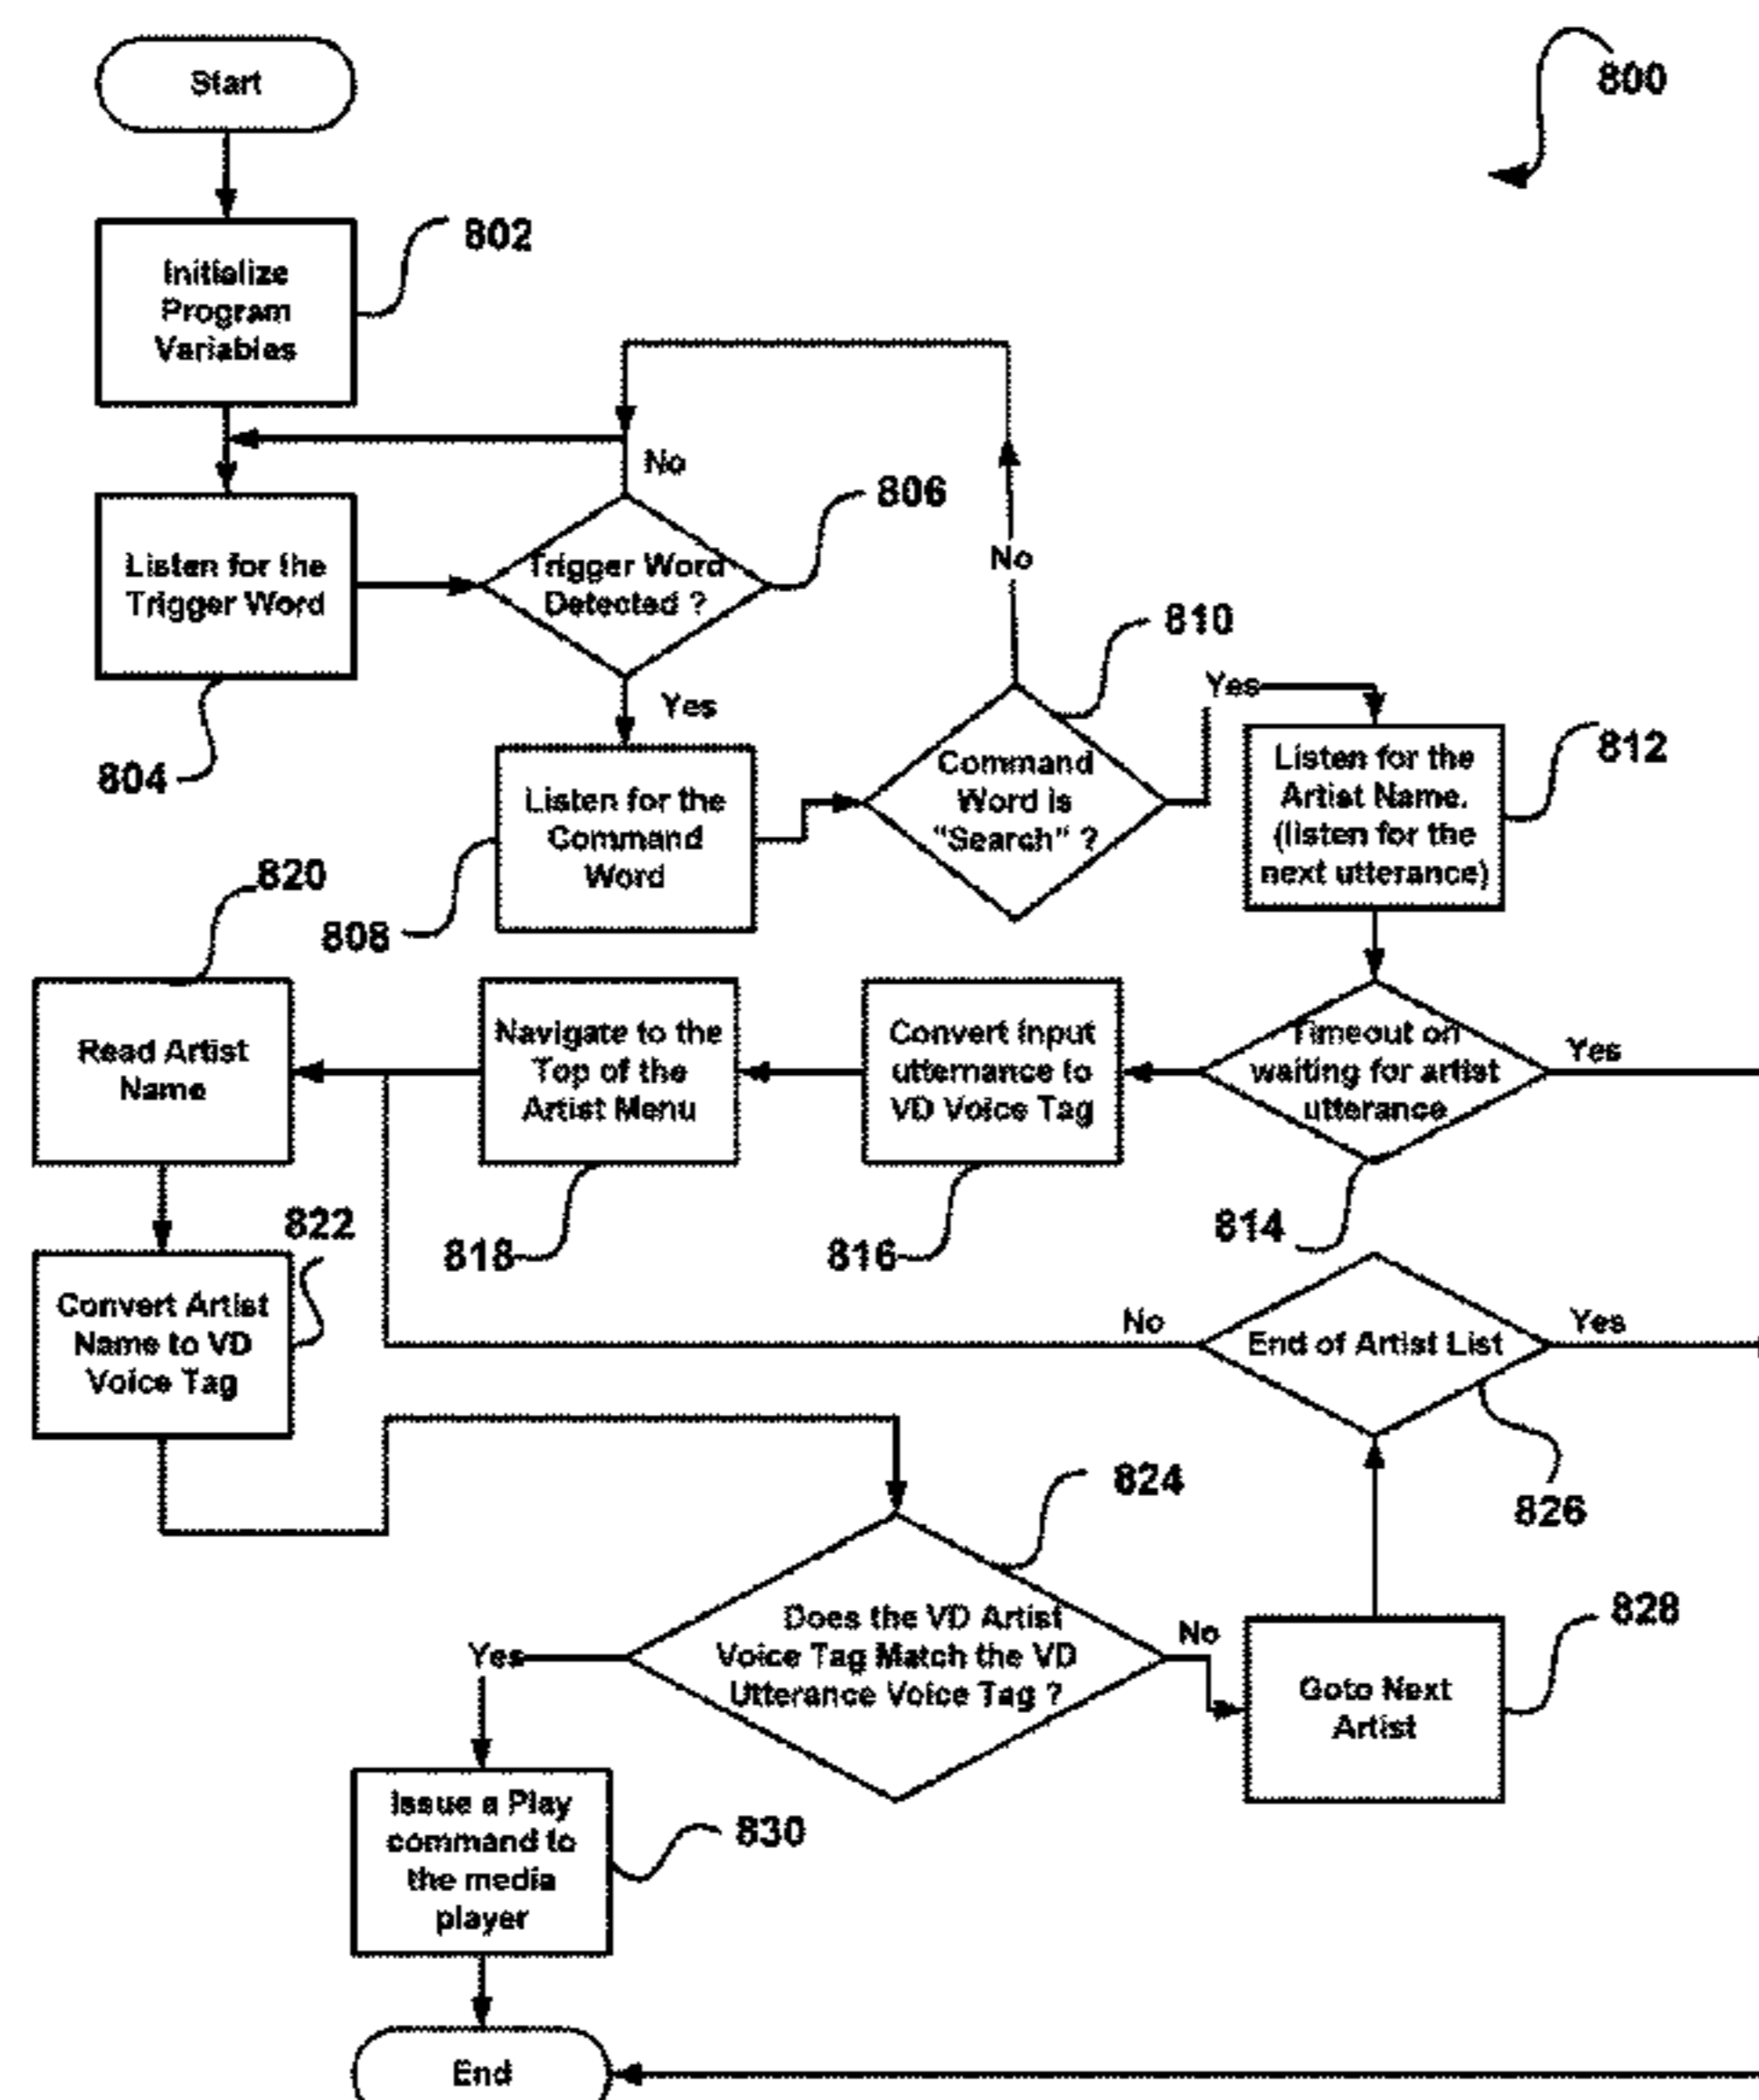 Start
800
802
Initialize
Program
Variables
No
806
Listen for the
Trigger Word
Trigger Word
Detected ?
No
810
Yes
Yes
804
Listen for the
Command
Word
Command
Word is
"Search" ?
Listen for the
Artist Name.
(listen for the
next utterance)
812
820
808
Read Artist
Name
Navigate to the
Top of the
Artist Menu
Convert Input
utternance to
VD Voice Tag
Timeout on
waiting for artist
utterance
Yes
822
818
816
814
Convert Artist
Name to VD
Voice Tag
No
End of Artist List
Yes
824
826
Does the VD Artist
Voice Tag Match the VD
Utterance Voice Tag ?
Yes
No
828
Goto Next
Artist
Issue a Play
command to
the media
player
830
End